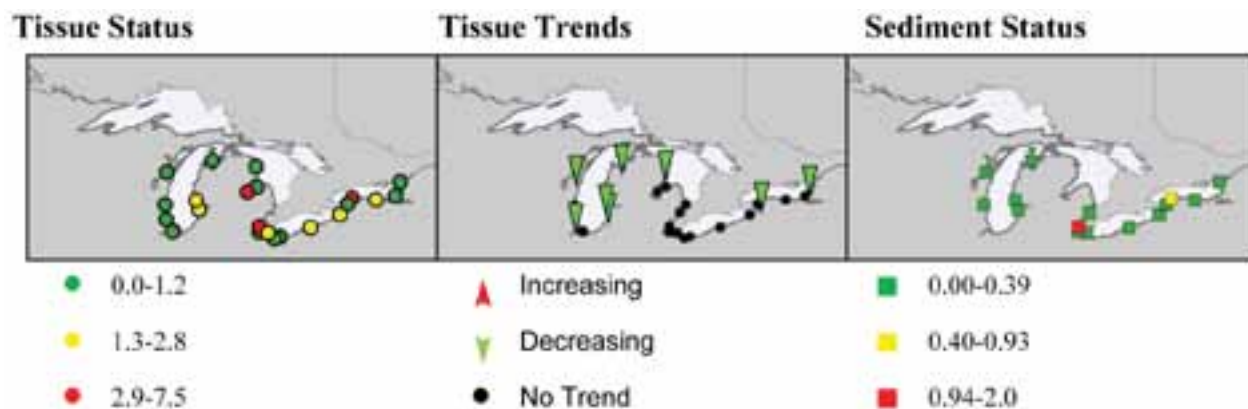 Tissue Status Tissue Trends Sediment Status
0.0-1.2 Increasing 0.00-0.39
1.3-2.8 Decreasing 0.40-0.93
2.9-7.5 No Trend 0.94-2.0